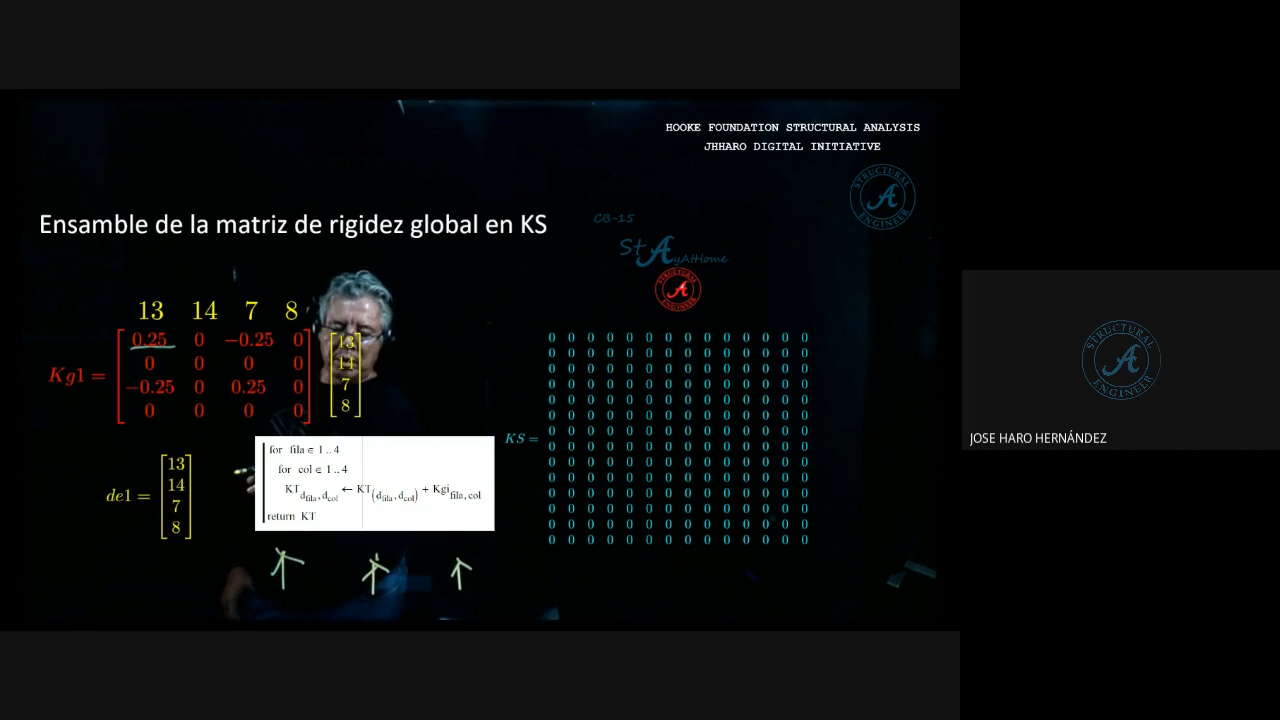 HOOKE FOUNDATION STRUCTURAL ANALYSIS
JHHARO DIGITAL INITIATIVE
STRUCTURAL
A
ENGINEER
Ensamble de la matriz de rigidez global en KS
CB-15
StAyAtHome
STRUCTURAL
A
ENGINEER
13 14 7 8
Kg1 =
0.25 0 −0.25 0
0 0 0 0
−0.25 0 0.25 0
0 0 0 0
13
14
7
8
de1 =
13
14
7
8
for fila ∈ 1 .. 4
for col ∈ 1 .. 4
KT d_fila, d_col ← KT (d_fila, d_col) + Kgi fila, col
return KT
KS =
0 0 0 0 0 0 0 0 0 0 0 0 0 0
0 0 0 0 0 0 0 0 0 0 0 0 0 0
0 0 0 0 0 0 0 0 0 0 0 0 0 0
0 0 0 0 0 0 0 0 0 0 0 0 0 0
0 0 0 0 0 0 0 0 0 0 0 0 0 0
0 0 0 0 0 0 0 0 0 0 0 0 0 0
0 0 0 0 0 0 0 0 0 0 0 0 0 0
0 0 0 0 0 0 0 0 0 0 0 0 0 0
0 0 0 0 0 0 0 0 0 0 0 0 0 0
0 0 0 0 0 0 0 0 0 0 0 0 0 0
0 0 0 0 0 0 0 0 0 0 0 0 0 0
0 0 0 0 0 0 0 0 0 0 0 0 0 0
0 0 0 0 0 0 0 0 0 0 0 0 0 0
0 0 0 0 0 0 0 0 0 0 0 0 0 0
STRUCTURAL
A
ENGINEER
JOSE HARO HERNÁNDEZ